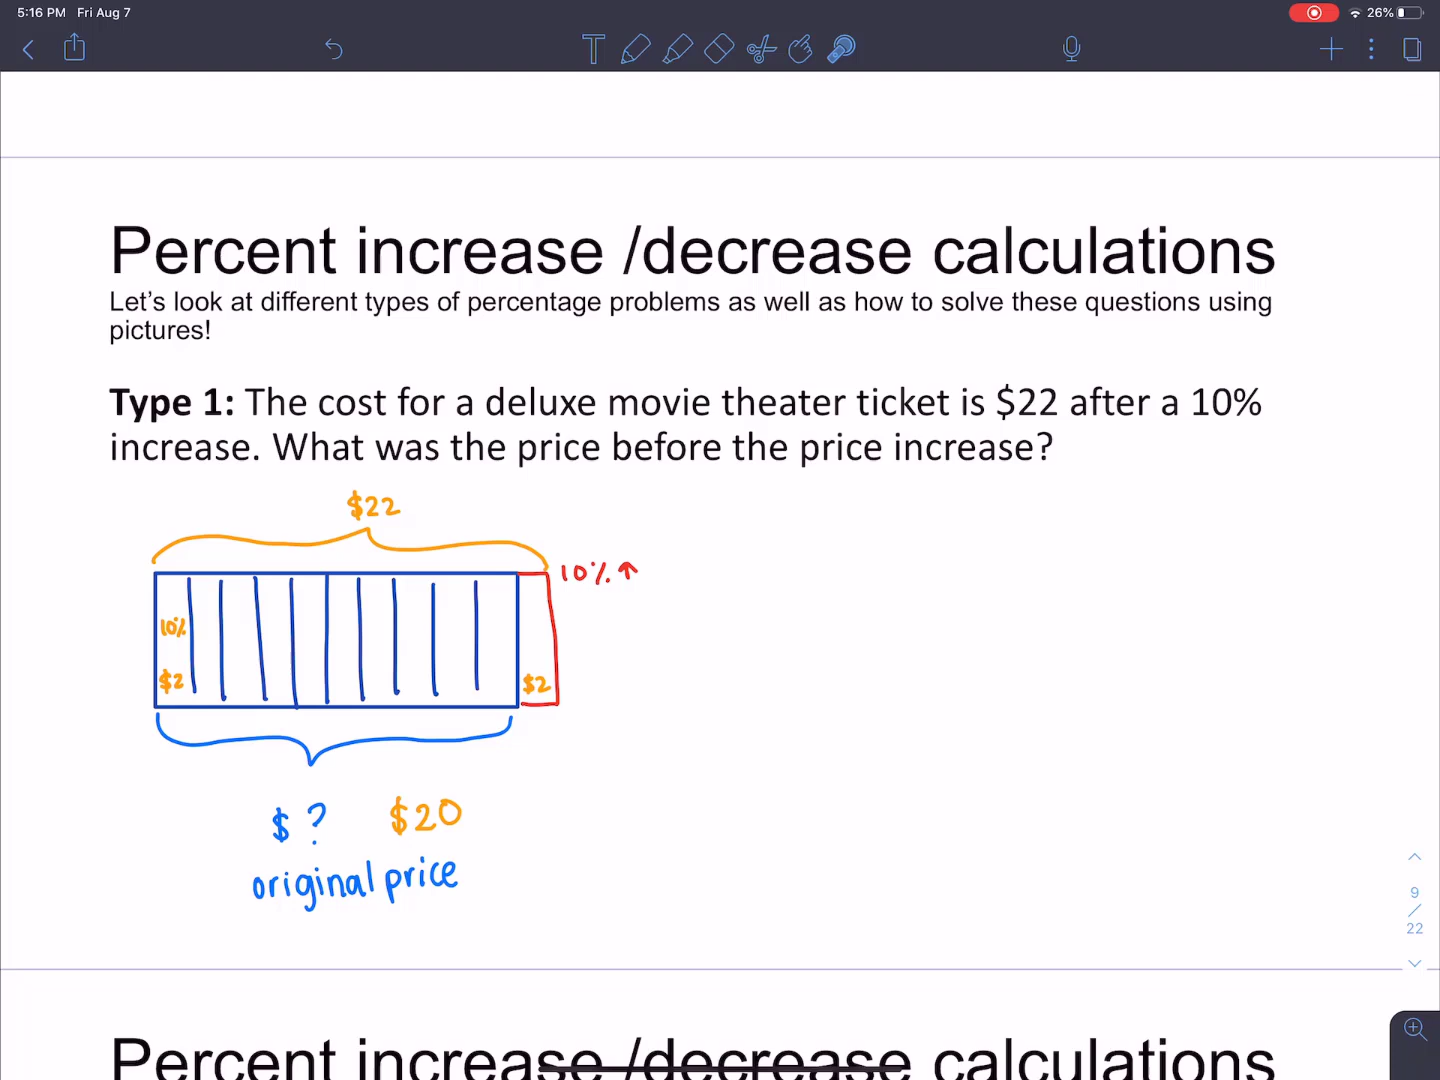 5:16 PM Fri Aug 7
26%
T
Percent increase /decrease calculations
Let's look at different types of percentage problems as well as how to solve these questions using
pictures!
Type 1: The cost for a deluxe movie theater ticket is $22 after a 10%
increase. What was the price before the price increase?
$22
10% ↑
10%
$2
$2
$ ? $20
original price
9
/
22
Percent increase /decrease calculations